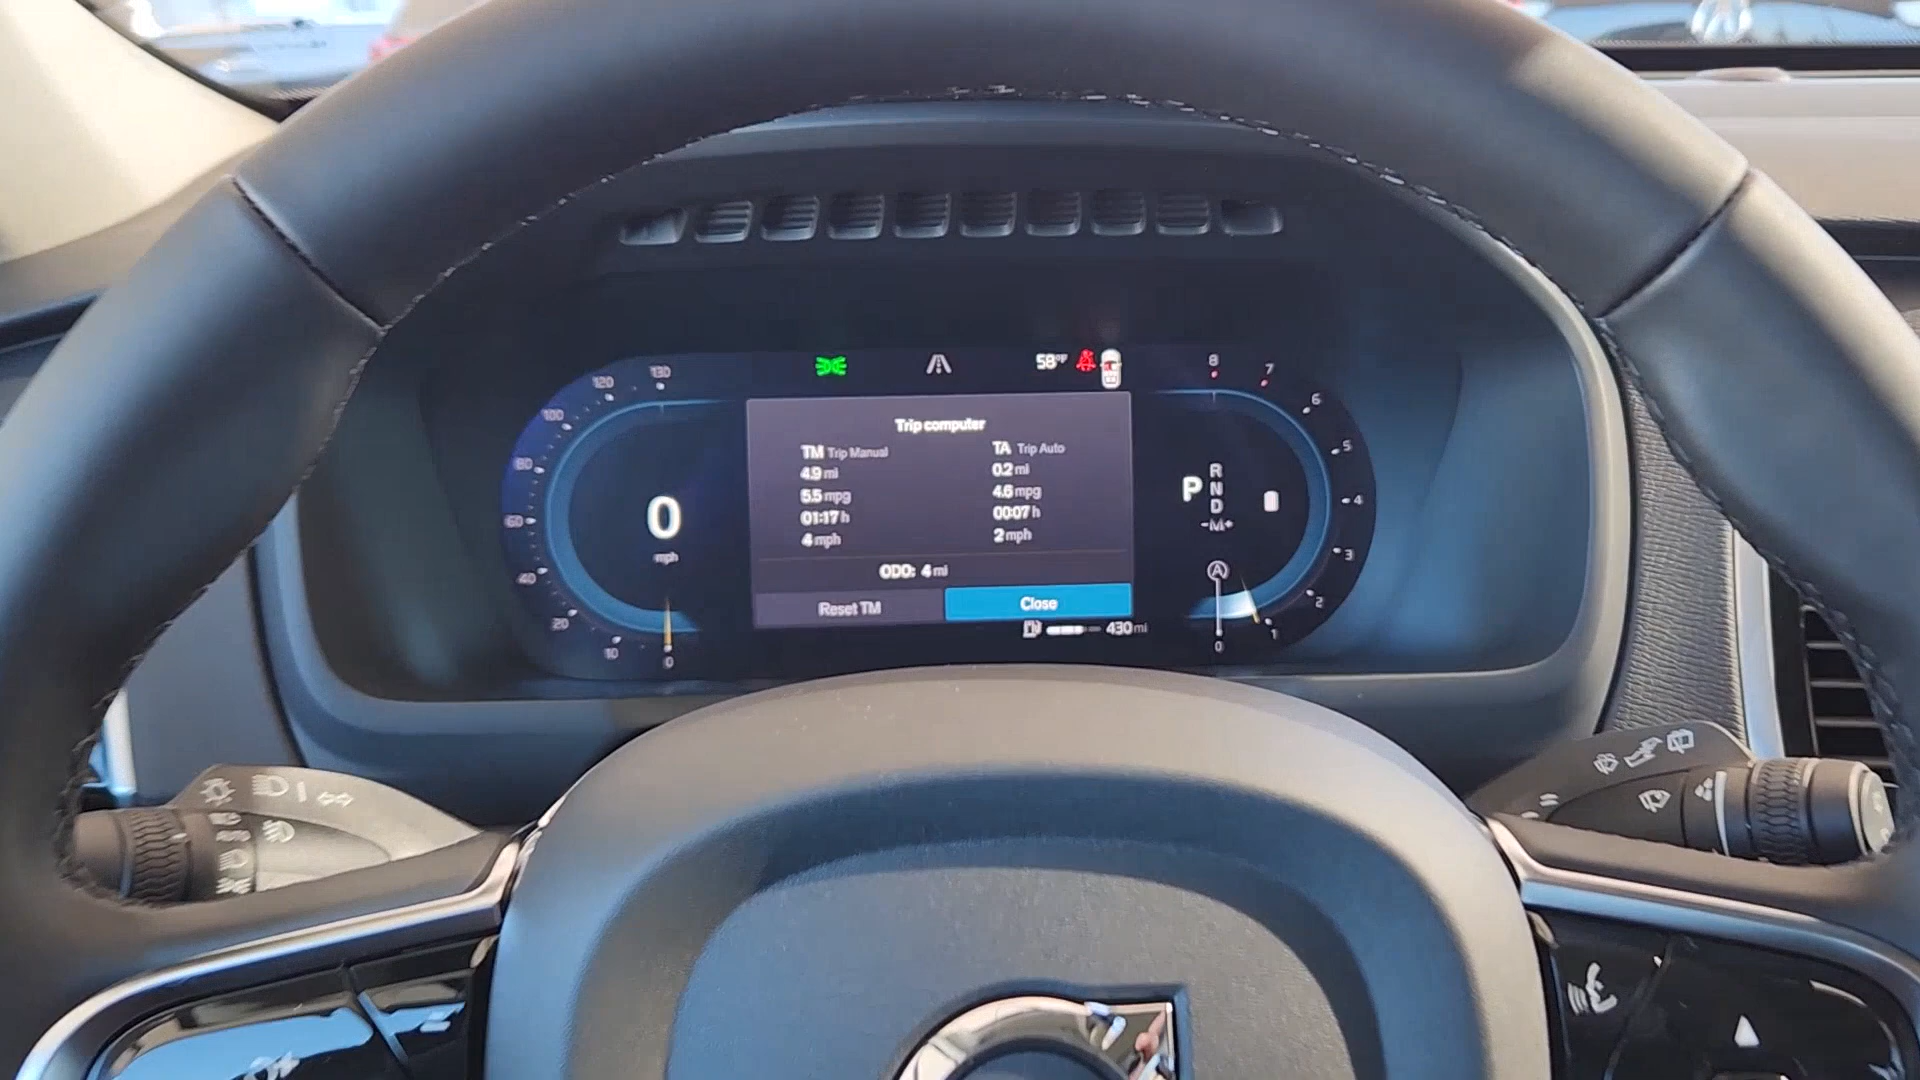 58°F
Trip computer
TM Trip Manual
4.9 mi
5.5 mpg
01:17 h
4 mph
TA Trip Auto
0.2 mi
4.6 mpg
00:07 h
2 mph
ODO: 4 mi
Reset TM
Close
430 mi
130
120
100
80
60
40
20
10
0
0
mph
P
R
N
D
-M+
A
8
7
6
5
4
3
2
1
0